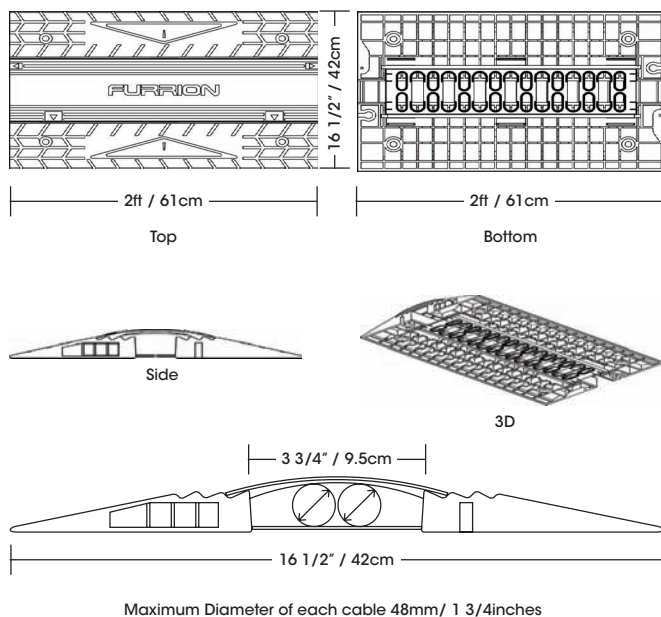 FURRION
16 1/2" / 42cm
2ft / 61cm
2ft / 61cm
Top
Bottom
Side
3D
3 3/4" / 9.5cm
16 1/2" / 42cm
Maximum Diameter of each cable 48mm/ 1 3/4inches